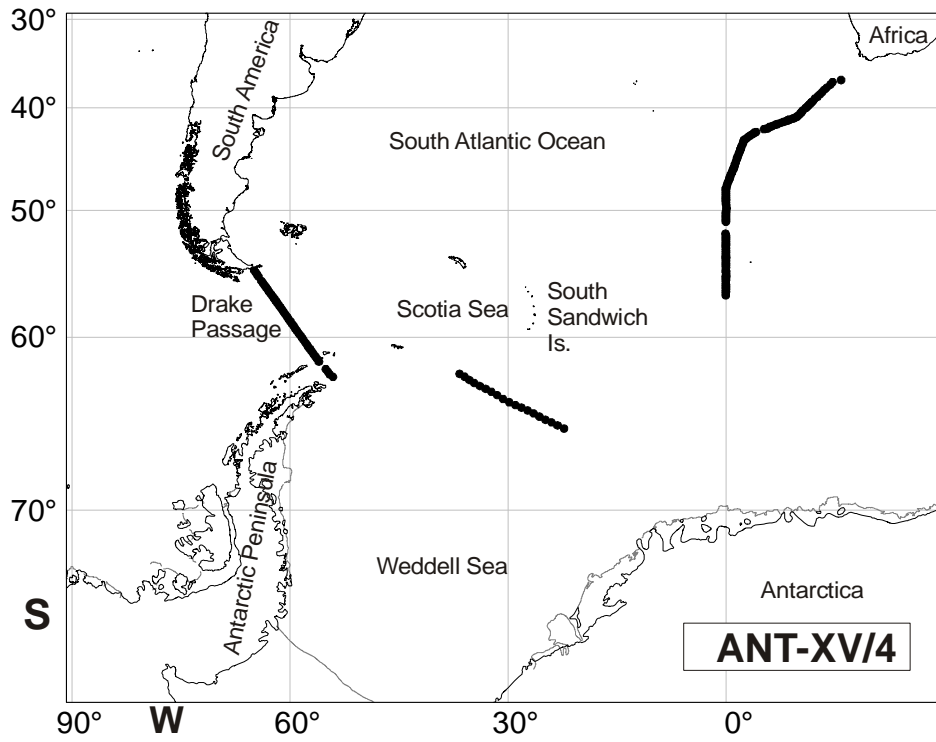 30°
Africa
South America
40°
South Atlantic Ocean
50°
Drake
Passage
Scotia Sea
South
Sandwich
Is.
60°
70°
Antarctic Peninsola
Weddell Sea
Antarctica
S
ANT-XV/4
90°
W
60°
30°
0°